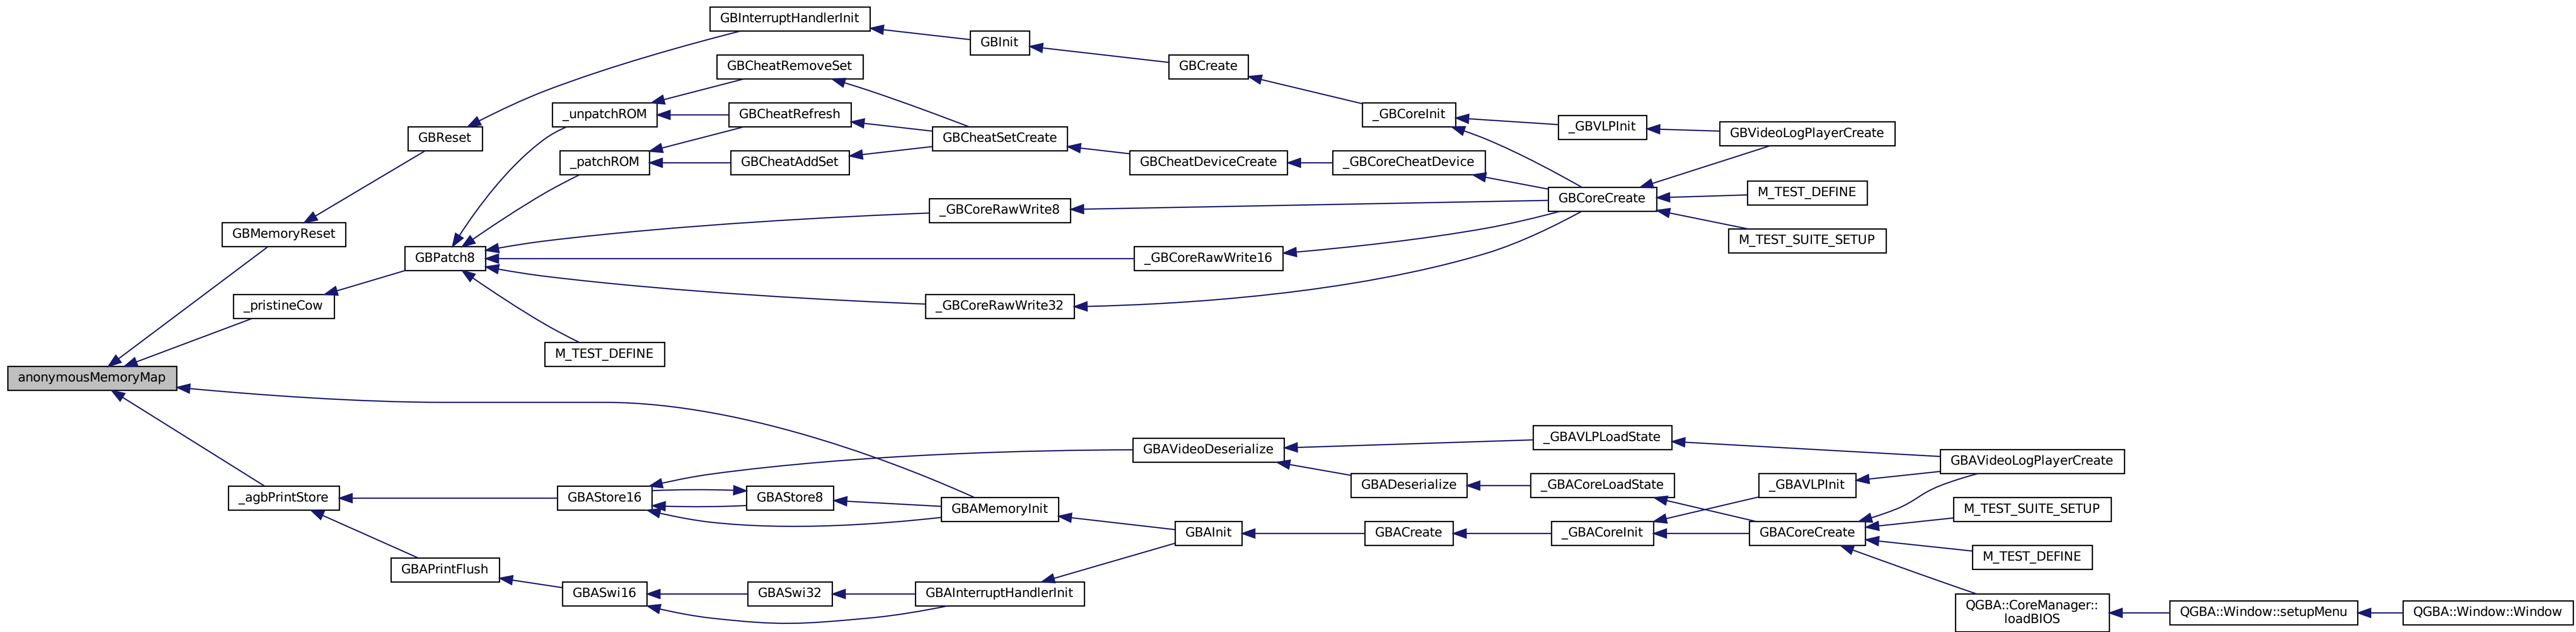 GBInterruptHandlerInit
GBInit
GBCreate
GBCheatRemoveSet
_unpatchROM
GBCheatRefresh
_GBCoreInit
_GBVLPInit
GBVideoLogPlayerCreate
GBReset
GBCheatSetCreate
_patchROM
GBCheatAddSet
GBCheatDeviceCreate
_GBCoreCheatDevice
GBCoreCreate
M_TEST_DEFINE
_GBCoreRawWrite8
GBMemoryReset
M_TEST_SUITE_SETUP
GBPatch8
_GBCoreRawWrite16
_pristineCow
_GBCoreRawWrite32
M_TEST_DEFINE
anonymousMemoryMap
_GBAVLPLoadState
GBAVideoDeserialize
GBAVideoLogPlayerCreate
GBADeserialize
_GBACoreLoadState
_GBAVLPInit
_agbPrintStore
GBAStore16
GBAStore8
GBAMemoryInit
M_TEST_SUITE_SETUP
GBAInit
GBACreate
_GBACoreInit
GBACoreCreate
M_TEST_DEFINE
GBAPrintFlush
GBASwi16
GBASwi32
GBAInterruptHandlerInit
QGBA::CoreManager::
loadBIOS
QGBA::Window::setupMenu
QGBA::Window::Window